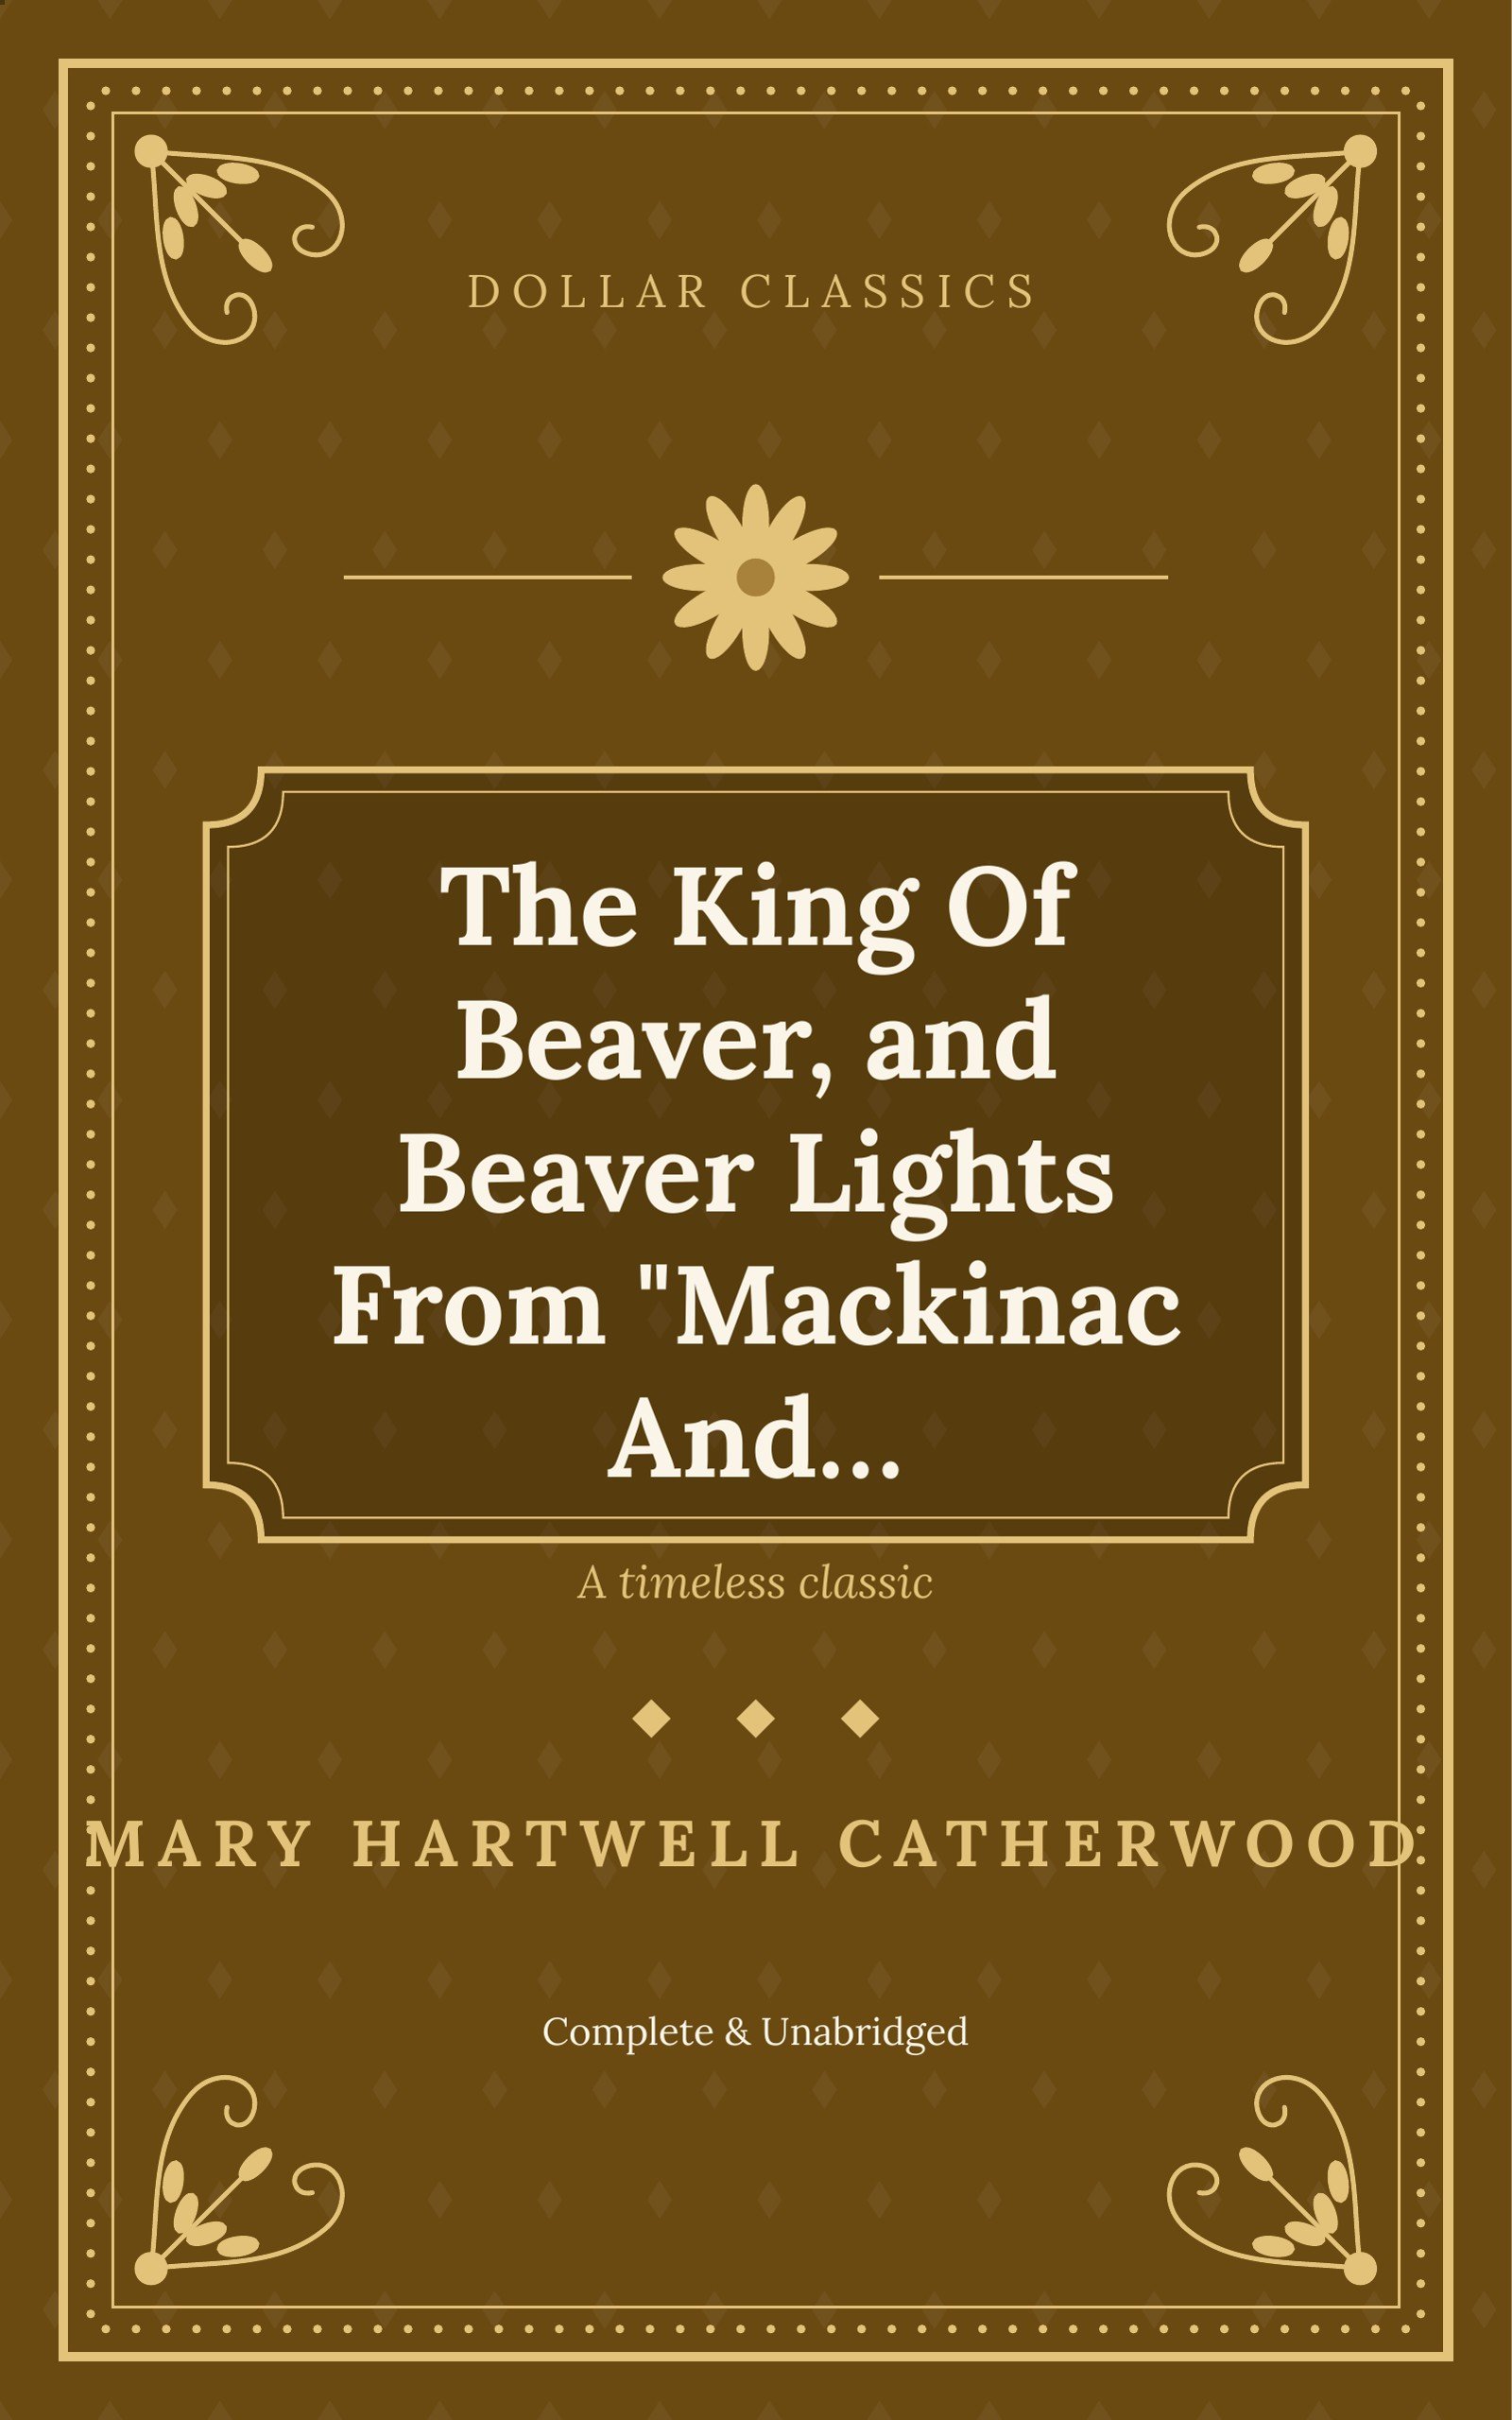 DOLLAR CLASSICS
The King Of
Beaver, and
Beaver Lights
From "Mackinac
And...
A timeless classic
MARY HARTWELL CATHERWOOD
Complete & Unabridged